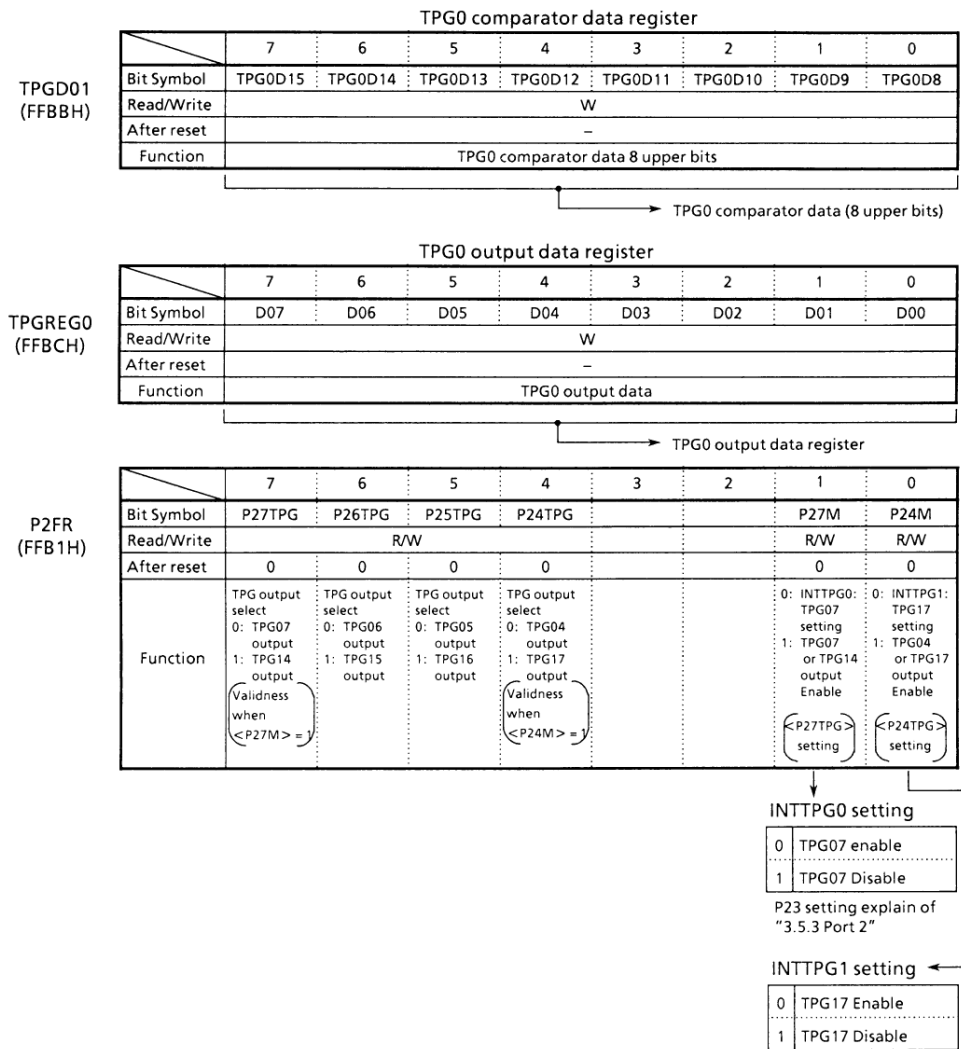 TPG0 comparator data register
TPGD01
(FFBBH)
7 6 5 4 3 2 1 0
Bit Symbol TPG0D15 TPG0D14 TPG0D13 TPG0D12 TPG0D11 TPG0D10 TPG0D9 TPG0D8
Read/Write W
After reset –
Function TPG0 comparator data 8 upper bits
TPG0 comparator data (8 upper bits)
TPG0 output data register
TPGREG0
(FFBCH)
7 6 5 4 3 2 1 0
Bit Symbol D07 D06 D05 D04 D03 D02 D01 D00
Read/Write W
After reset –
Function TPG0 output data
TPG0 output data register
P2FR
(FFB1H)
7 6 5 4 3 2 1 0
Bit Symbol P27TPG P26TPG P25TPG P24TPG P27M P24M
Read/Write R/W R/W R/W
After reset 0 0 0 0 0 0
Function
TPG output
select
0: TPG07
output
1: TPG14
output
(Validness
when
<P27M> = 1)
TPG output
select
0: TPG06
output
1: TPG15
output
TPG output
select
0: TPG05
output
1: TPG16
output
TPG output
select
0: TPG04
output
1: TPG17
output
(Validness
when
<P24M> = 1)
0: INTTPG0:
TPG07
setting
1: TPG07
or TPG14
output
Enable
(<P27TPG>
setting)
0: INTTPG1:
TPG17
setting
1: TPG04
or TPG17
output
Enable
(<P24TPG>
setting)
INTTPG0 setting
0 TPG07 enable
1 TPG07 Disable
P23 setting explain of
"3.5.3 Port 2"
INTTPG1 setting
0 TPG17 Enable
1 TPG17 Disable